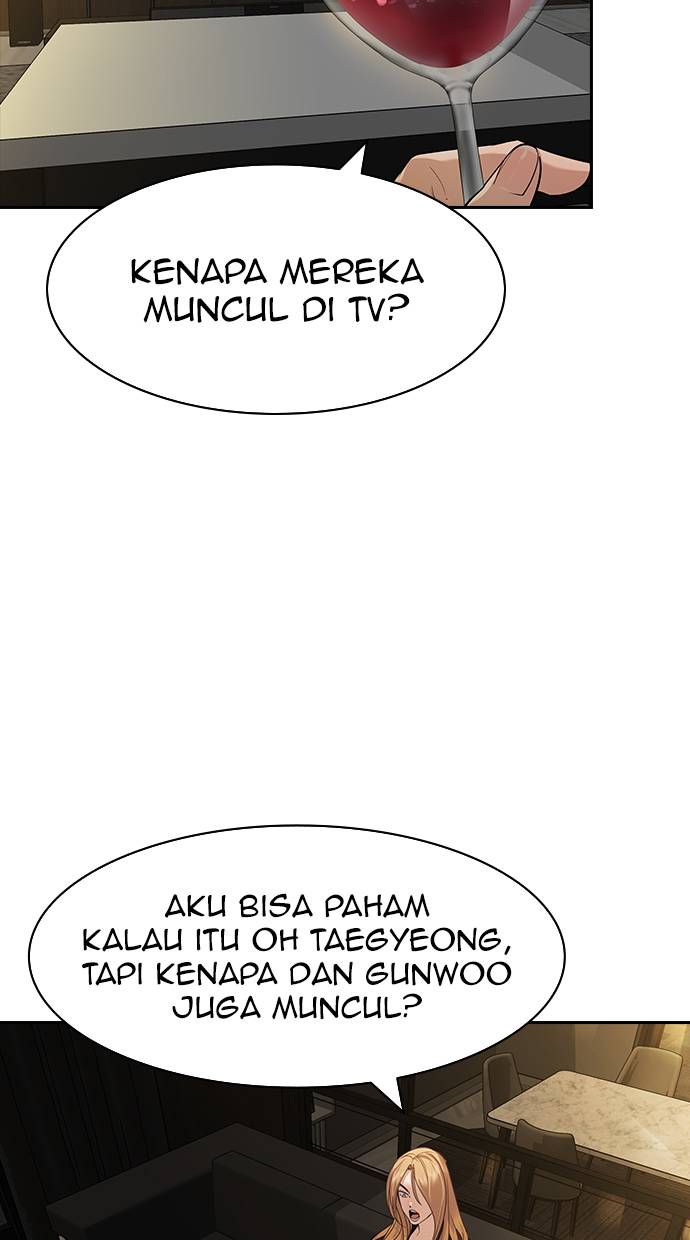 KENAPA MEREKA
MUNCUL DI TV?
AKU BISA PAHAM
KALAU ITU OH TAEGYEONG,
TAPI KENAPA DAN GUNWOO
JUGA MUNCUL?